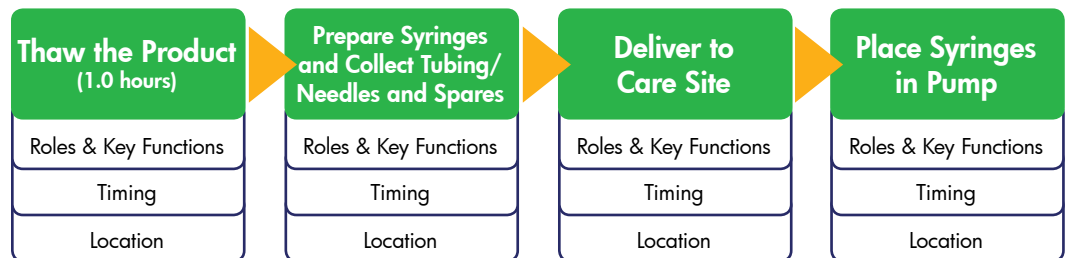 Thaw the Product
(1.0 hours)
Roles & Key Functions
Timing
Location
Prepare Syringes
and Collect Tubing/
Needles and Spares
Roles & Key Functions
Timing
Location
Deliver to
Care Site
Roles & Key Functions
Timing
Location
Place Syringes
in Pump
Roles & Key Functions
Timing
Location